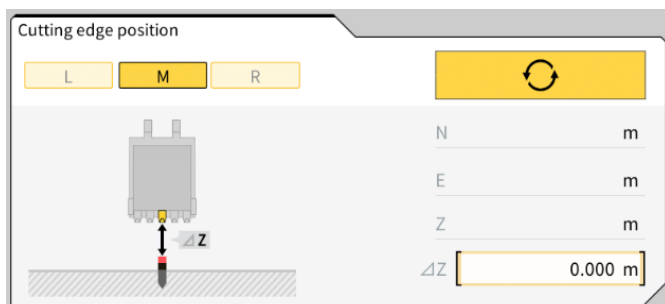 Cutting edge position
L M R
N m
E m
Z m
⊿Z
⊿Z 0.000 m